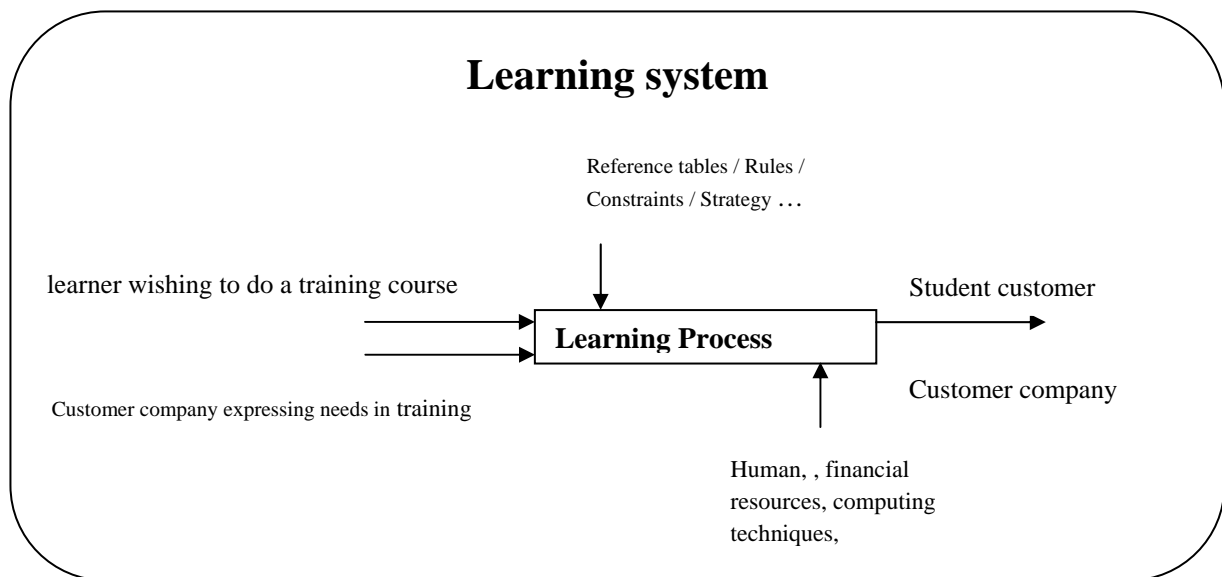 Learning system
Reference tables / Rules /
Constraints / Strategy …
learner wishing to do a training course
Student customer
Learning Process
Customer company expressing needs in training
Customer company
Human, , financial
resources, computing
techniques,